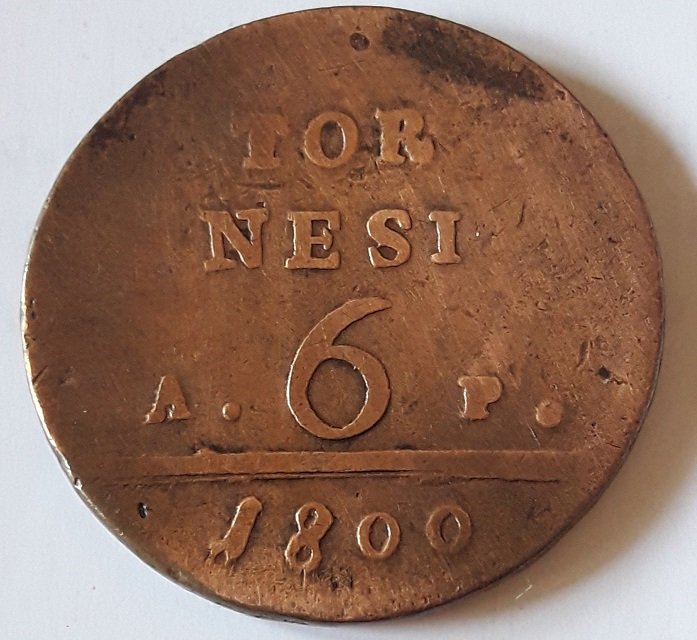 TOR
NESI
A. 6 P.
1800